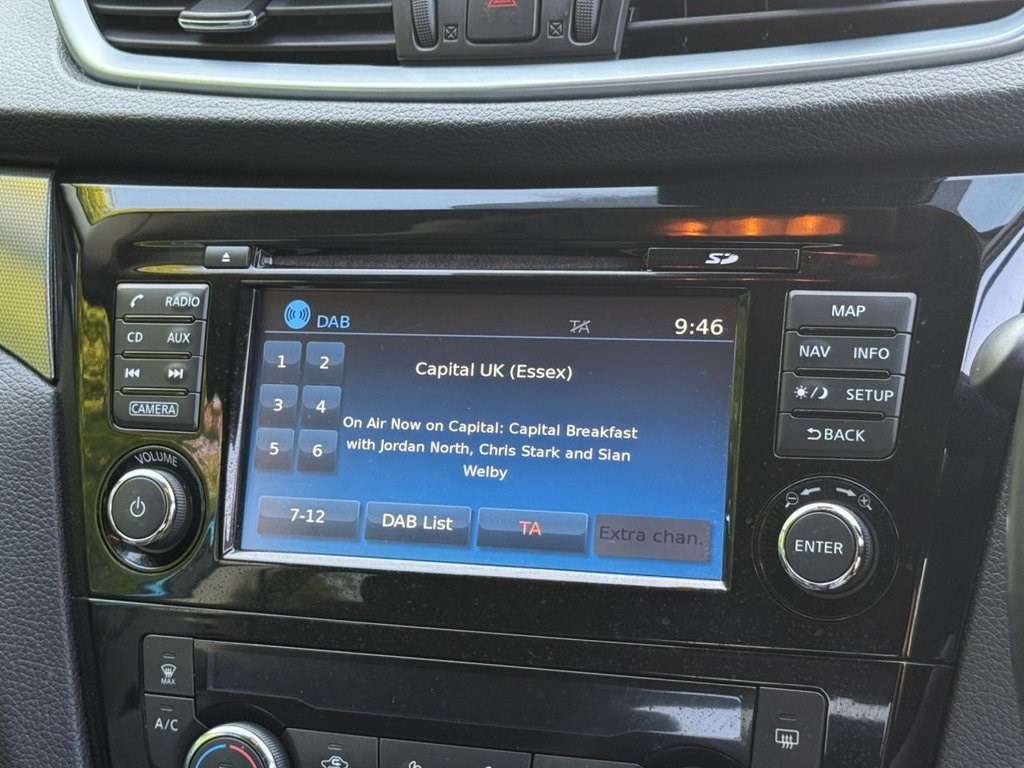 SD
RADIO
CD AUX
CAMERA
VOLUME
DAB
TA
9:46
1 2
Capital UK (Essex)
3 4
5 6
On Air Now on Capital: Capital Breakfast
with Jordan North, Chris Stark and Sian
Welby
7-12
DAB List
TA
Extra chan.
MAP
NAV INFO
SETUP
BACK
ENTER
MAX
A/C